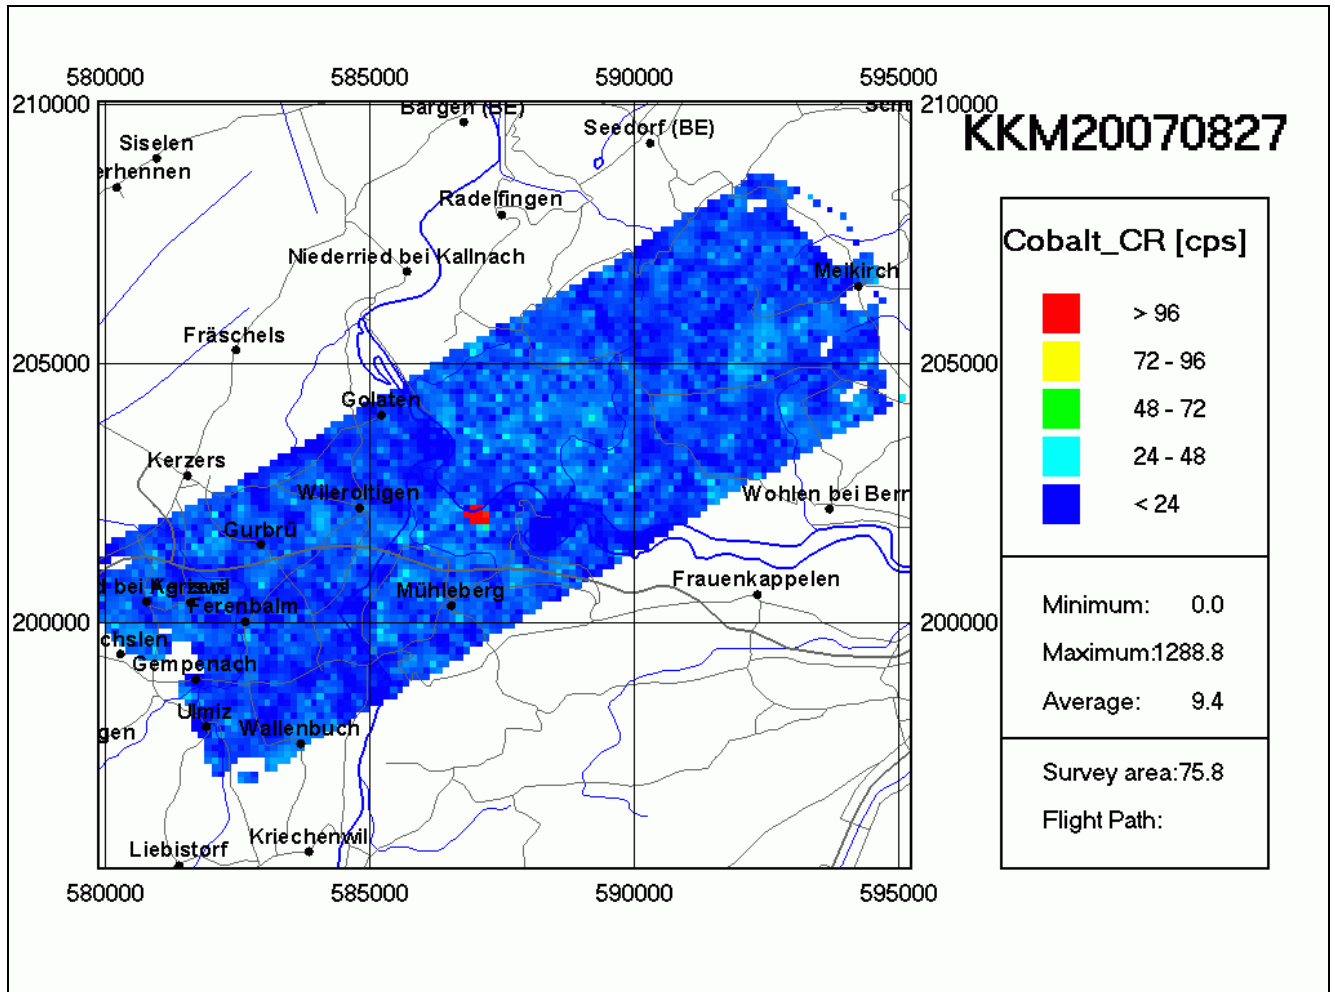 580000 585000 590000 595000
210000 210000
KKM20070827
Bargen (BE)
Seedorf (BE)
Siselen
erhennen
Radelfingen
Niederried bei Kallnach
Meikirch
Fräschels
205000 205000
Golaten
Kerzers
Wileroltigen
Wohlen bei Bern
Gurbrü
Frauenkappelen
Mühleberg
Ferenbalm
200000 200000
chslen
Gempenach
Ulmiz
gen
Wallenbuch
Kriechenwil
Liebistorf
580000 585000 590000 595000
Cobalt_CR [cps]
> 96
72 - 96
48 - 72
24 - 48
< 24
Minimum: 0.0
Maximum:1288.8
Average: 9.4
Survey area:75.8
Flight Path: